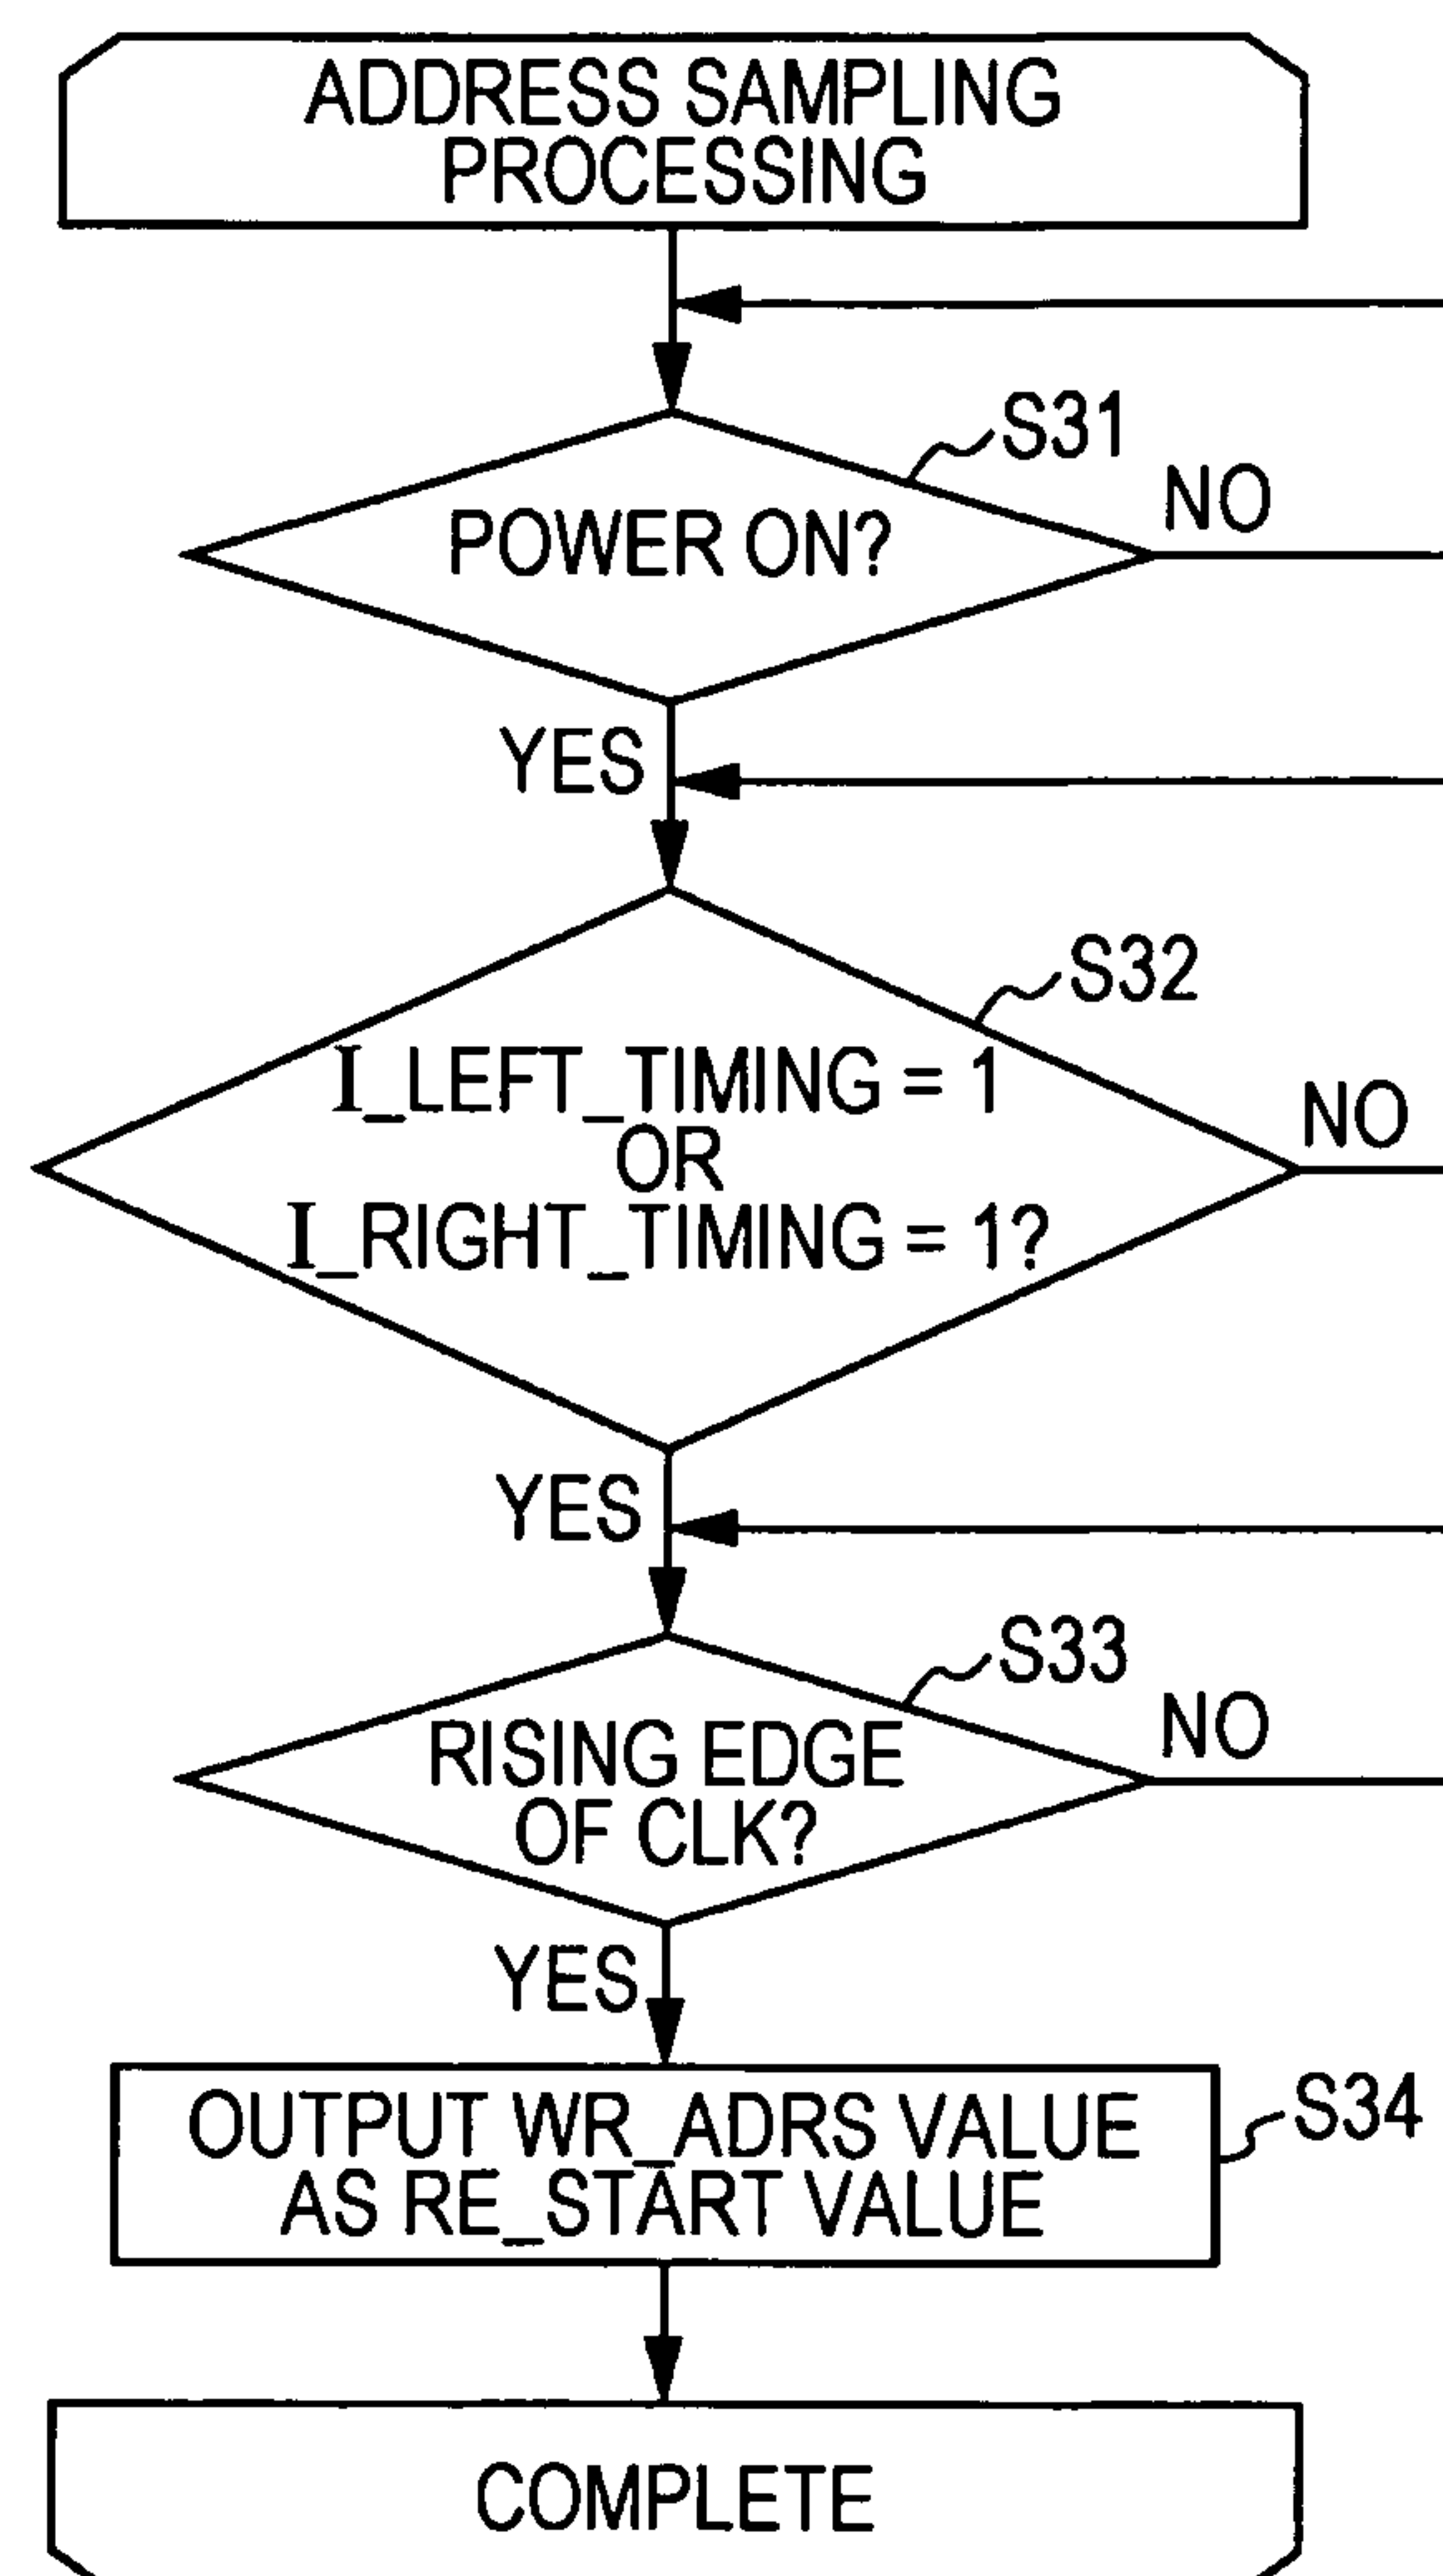 ADDRESS SAMPLING
PROCESSING
S31
POWER ON?
NO
YES
S32
I_LEFT_TIMING = 1
OR
I_RIGHT_TIMING = 1?
NO
YES
S33
RISING EDGE
OF CLK?
NO
YES
OUTPUT WR_ADRS VALUE
AS RE_START VALUE
S34
COMPLETE